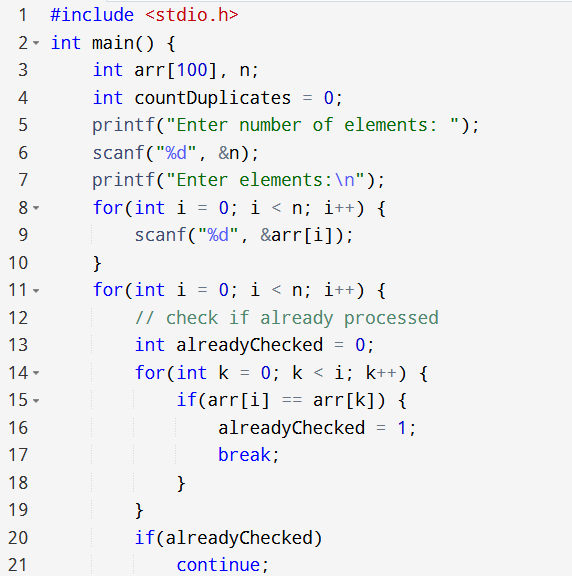 1 #include <stdio.h>
2 int main() {
3     int arr[100], n;
4     int countDuplicates = 0;
5     printf("Enter number of elements: ");
6     scanf("%d", &n);
7     printf("Enter elements:\n");
8     for(int i = 0; i < n; i++) {
9         scanf("%d", &arr[i]);
10     }
11     for(int i = 0; i < n; i++) {
12         // check if already processed
13         int alreadyChecked = 0;
14         for(int k = 0; k < i; k++) {
15             if(arr[i] == arr[k]) {
16                 alreadyChecked = 1;
17                 break;
18             }
19         }
20         if(alreadyChecked)
21             continue;